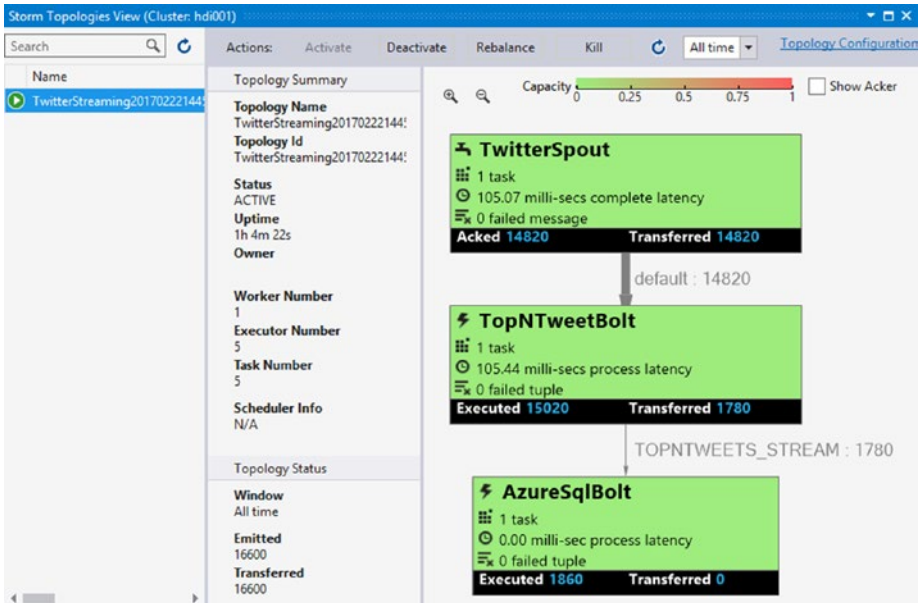 Storm Topologies View (Cluster: hdi001)
Search
Name
TwitterStreaming201702221445
Actions:
Activate
Deactivate
Rebalance
Kill
All time
Topology Configuration
Topology Summary
Topology Name
TwitterStreaming201702221445
Topology Id
TwitterStreaming201702221445
Status
ACTIVE
Uptime
1h 4m 22s
Owner
Worker Number
1
Executor Number
5
Task Number
5
Scheduler Info
N/A
Topology Status
Window
All time
Emitted
16600
Transferred
16600
Capacity
0 0.25 0.5 0.75 1
Show Acker
TwitterSpout
1 task
105.07 milli-secs complete latency
0 failed message
Acked 14820 Transferred 14820
default : 14820
TopNTweetBolt
1 task
105.44 milli-secs process latency
0 failed tuple
Executed 15020 Transferred 1780
TOPNTWEETS_STREAM : 1780
AzureSqlBolt
1 task
0.00 milli-sec process latency
0 failed tuple
Executed 1860 Transferred 0